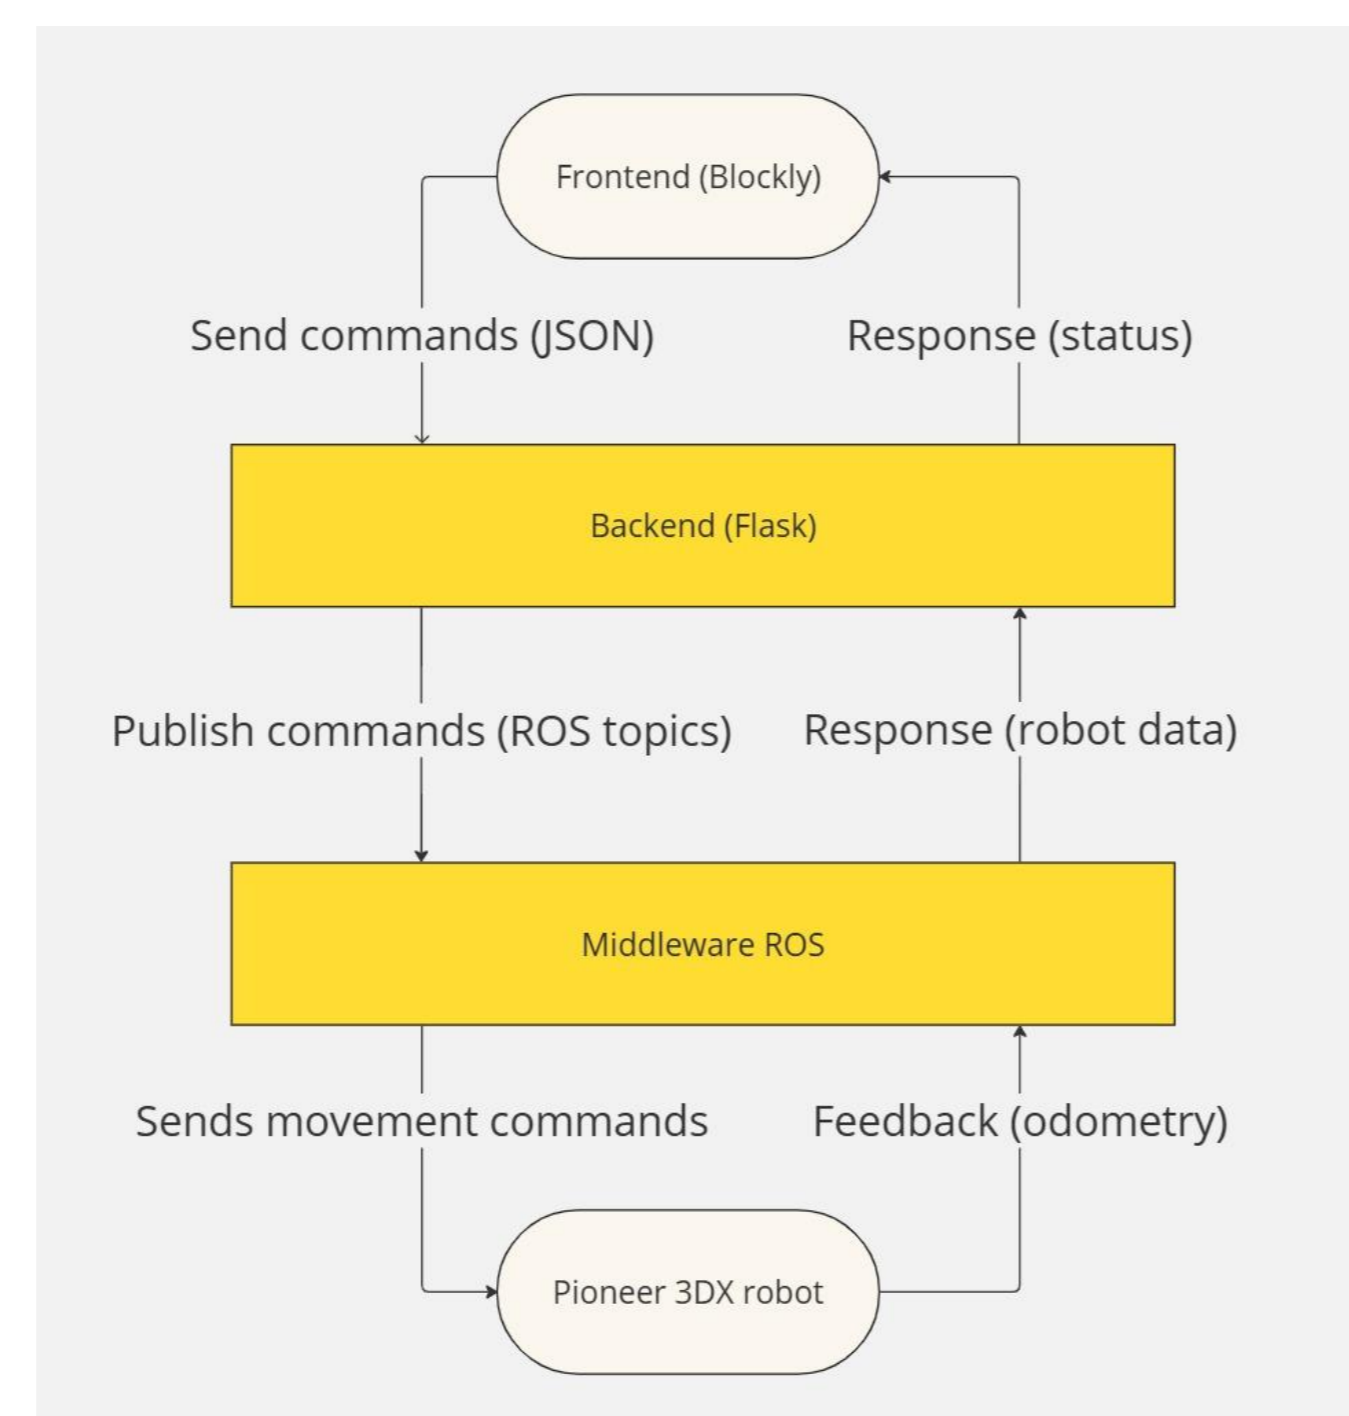 Frontend (Blockly)
Send commands (JSON)
Response (status)
Backend (Flask)
Publish commands (ROS topics)
Response (robot data)
Middleware ROS
Sends movement commands
Feedback (odometry)
Pioneer 3DX robot